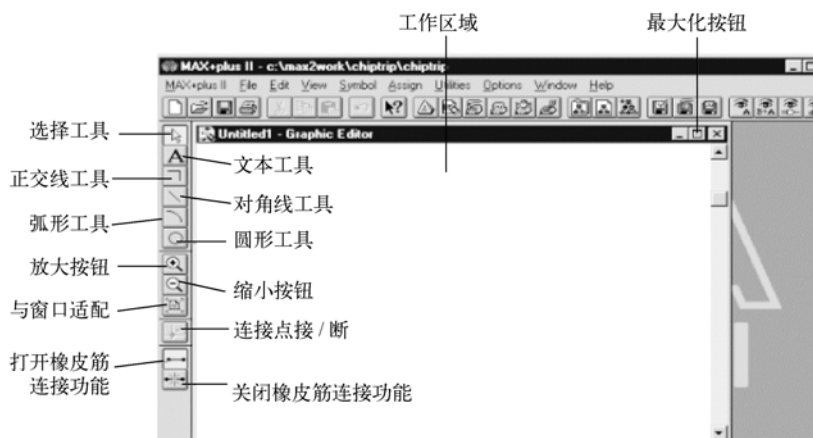 工作区域
最大化按钮
MAX+plus II - c:\max2work\chiptrip\chiptrip
MAX+plus II File Edit View Symbol Assign Utilities Options Window Help
Untitled1 - Graphic Editor
选择工具
A
文本工具
正交线工具
对角线工具
弧形工具
圆形工具
放大按钮
缩小按钮
与窗口适配
连接点接/断
打开橡皮筋
连接功能
关闭橡皮筋连接功能